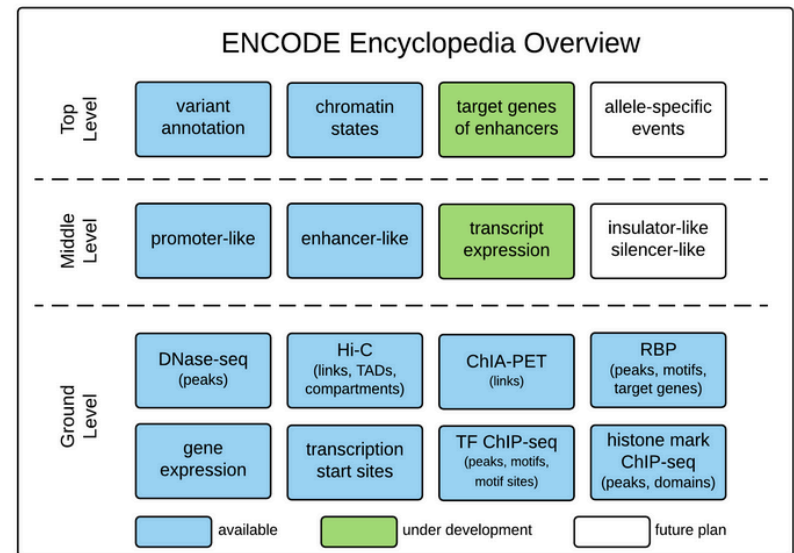 ENCODE Encyclopedia Overview
Top
Level
variant
annotation
chromatin
states
target genes
of enhancers
allele-specific
events
Middle
Level
promoter-like
enhancer-like
transcript
expression
insulator-like
silencer-like
Ground
Level
DNase-seq
(peaks)
Hi-C
(links, TADs,
compartments)
ChIA-PET
(links)
RBP
(peaks, motifs,
target genes)
gene
expression
transcription
start sites
TF ChIP-seq
(peaks, motifs,
motif sites)
histone mark
ChIP-seq
(peaks, domains)
available
under development
future plan